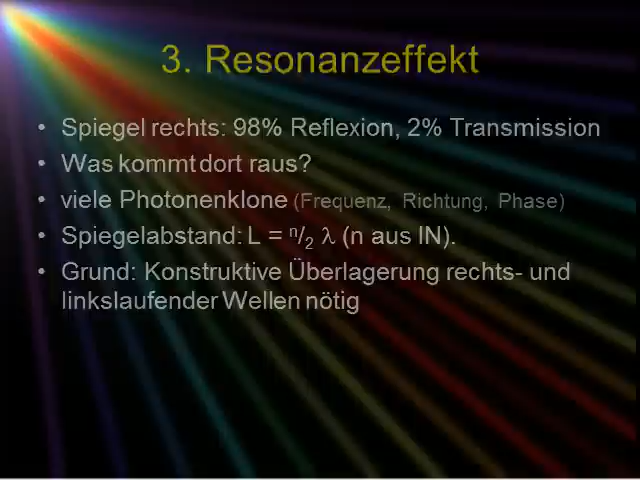 3. Resonanzeffekt
• Spiegel rechts: 98% Reflexion, 2% Transmission
• Was kommt dort raus?
• viele Photonenklone (Frequenz, Richtung, Phase)
• Spiegelabstand: L = ⁿ/₂ λ (n aus IN).
• Grund: Konstruktive Überlagerung rechts- und
linkslaufender Wellen nötig